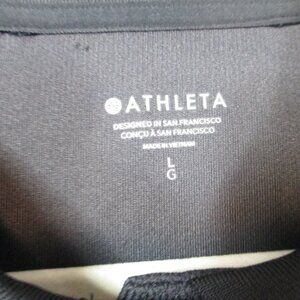 ATHLETA
DESIGNED IN SAN FRANCISCO
CONÇU À SAN FRANCISCO
MADE IN VIETNAM
L
G